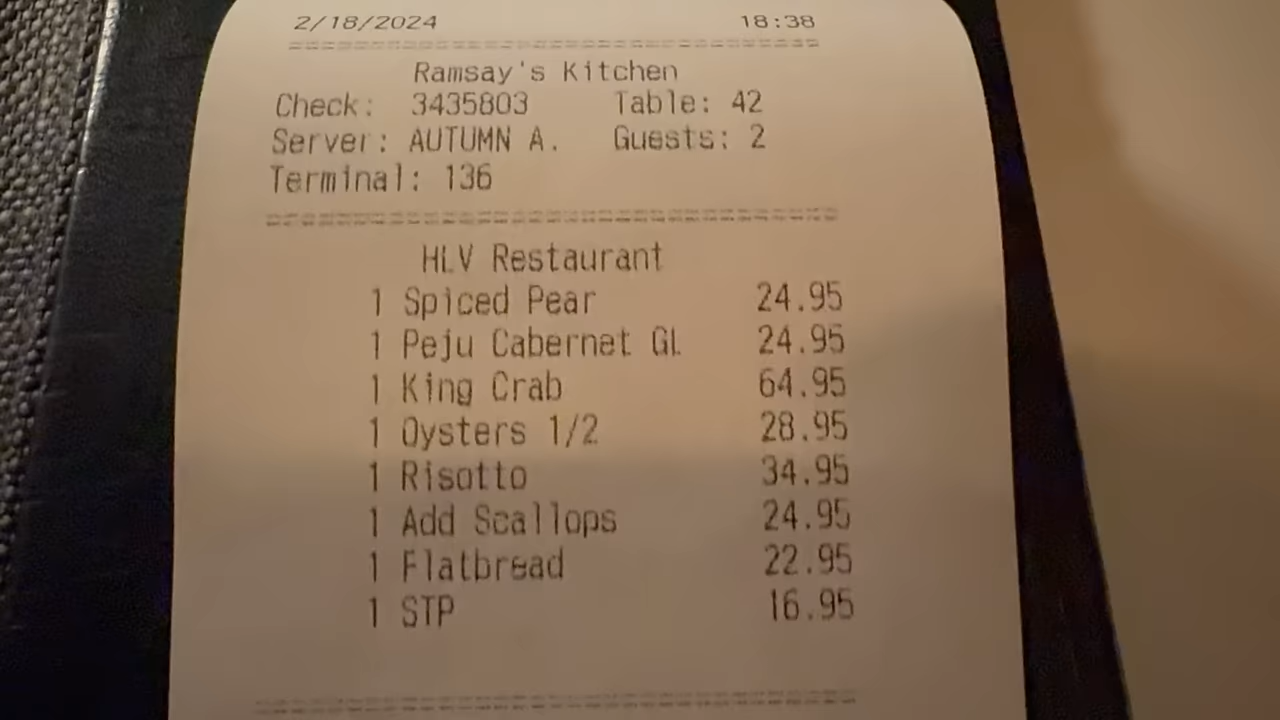 2/18/2024 18:38
Ramsay's Kitchen
Check: 3435803 Table: 42
Server: AUTUMN A. Guests: 2
Terminal: 136
HLV Restaurant
1 Spiced Pear 24.95
1 Peju Cabernet GL 24.95
1 King Crab 64.95
1 Oysters 1/2 28.95
1 Risotto 34.95
1 Add Scallops 24.95
1 Flatbread 22.95
1 STP 16.95